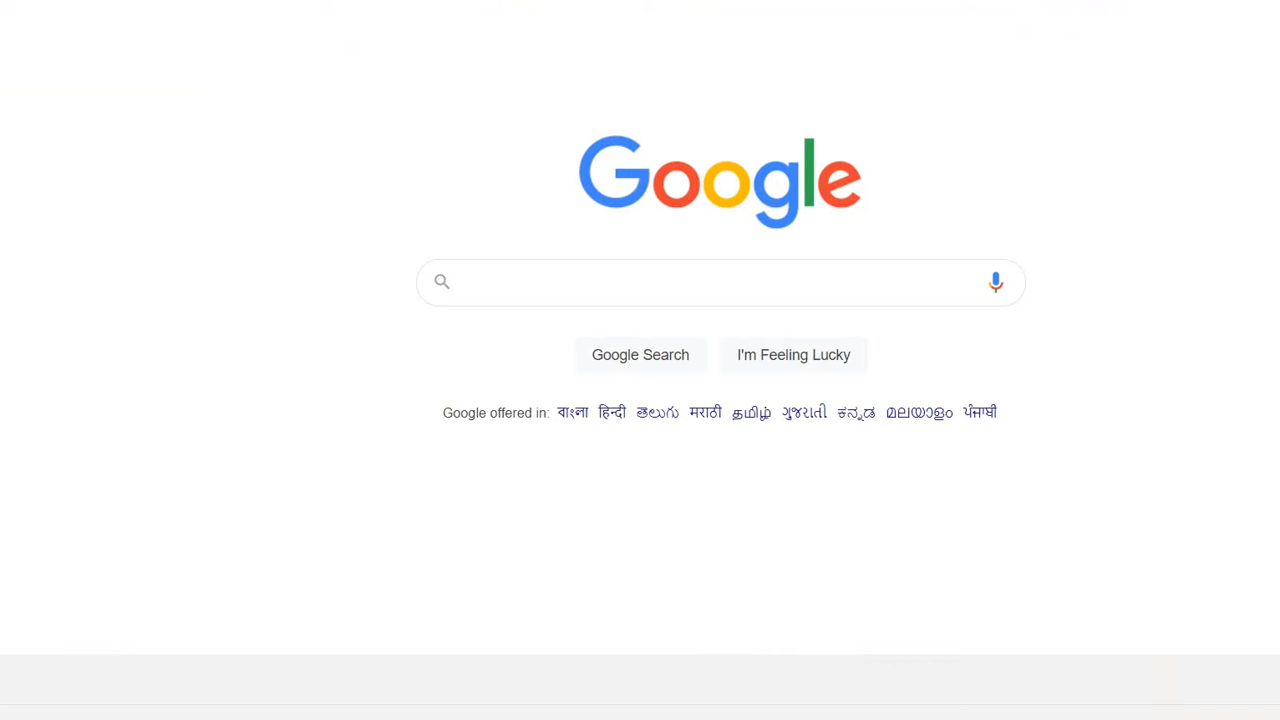 Google
Google Search I'm Feeling Lucky
Google offered in: বাংলা हिन्दी తెలుగు मराठी தமிழ் ગુજરાતી ಕನ್ನಡ മലയാളം ਪੰਜਾਬੀ